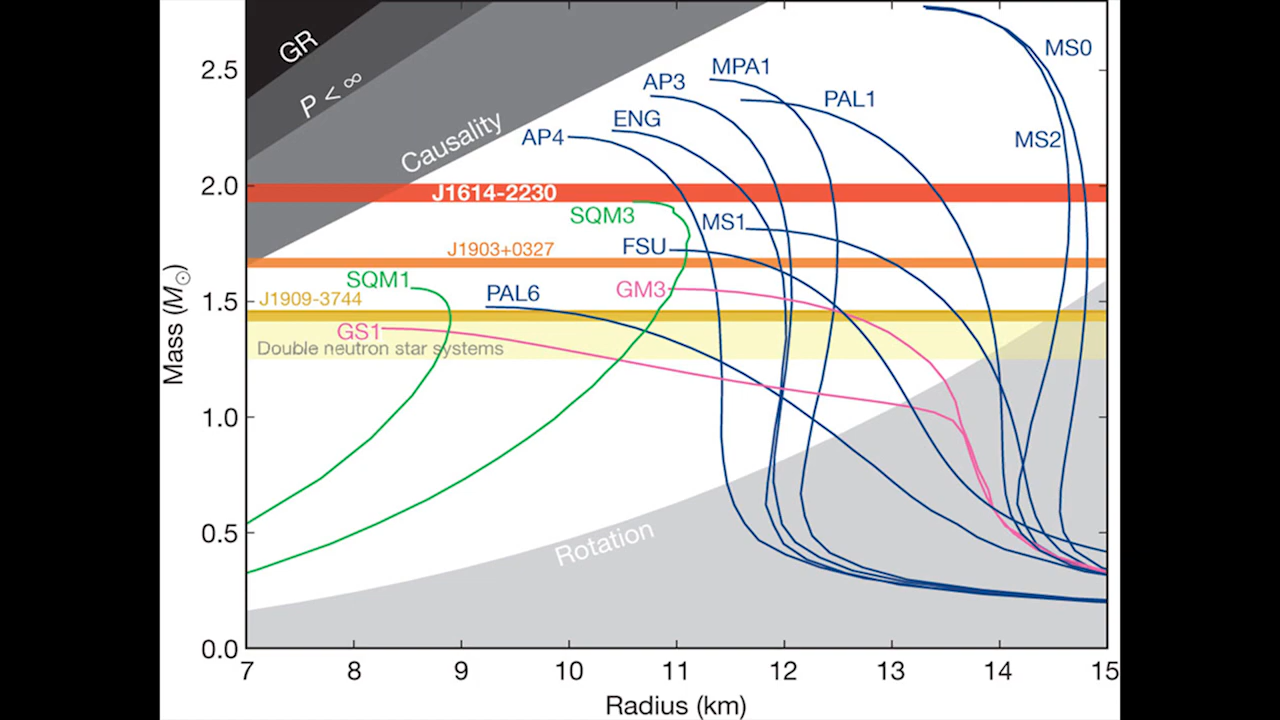 GR
P < ∞
Causality
MS0
MPA1
AP3
PAL1
ENG
AP4
MS2
J1614-2230
SQM3
MS1
FSU
J1903+0327
SQM1
GM3
PAL6
J1909-3744
GS1
Double neutron star systems
Rotation
Mass (M☉)
2.5
2.0
1.5
1.0
0.5
0.0
7 8 9 10 11 12 13 14 15
Radius (km)